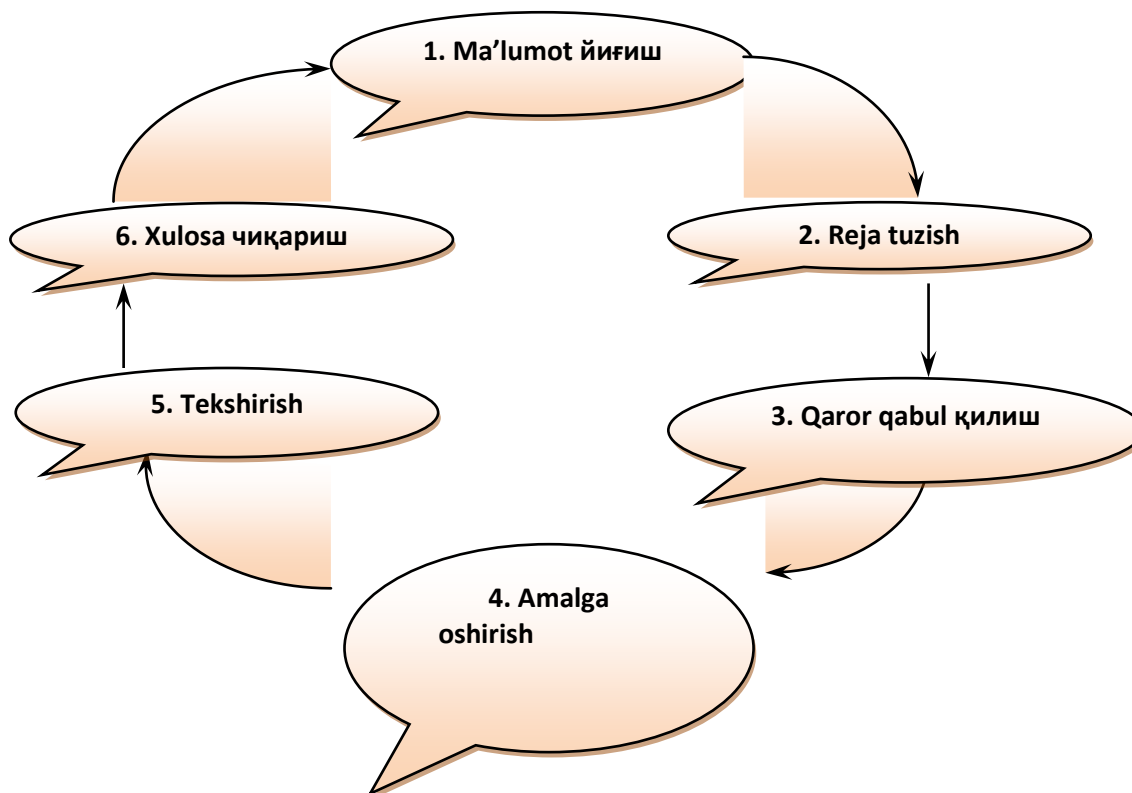 1. Ma’lumot йиғиш
2. Reja tuzish
3. Qaror qabul қилиш
4. Amalga
oshirish
5. Tekshirish
6. Xulosa чиқариш